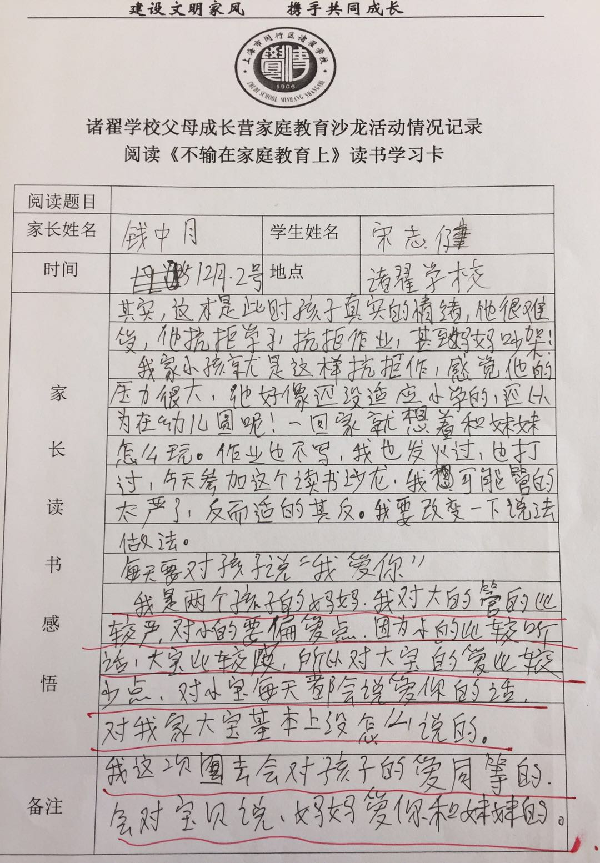 建设文明家风 携手共同成长
上海市闵行区诸翟学校
1906
诸翟学校父母成长营家庭教育沙龙活动情况记录
阅读《不输在家庭教育上》读书学习卡
阅读题目
家长姓名 钱中月 学生姓名 宋志健
时间 12月.2号 地点 诸翟学校
家长读书感悟
其实,这才是此时孩子真实的情绪,他很难
受,他抗拒学习抗拒作业,甚至妈妈吵架!
我家小孩就是这样抗拒作,感觉他的
压力很大,他好像还没适应小学的,还以
为在幼儿圆呢!一回家就想着和妹妹
怎么玩。作业也不写,我也发火过,也打
过,今天参加这个读书沙龙.我想可能管的
太严了,反而适的其反。我要改变一下说法
做法。
每天要对孩子说“我爱你”
我是两个孩子的妈妈.我对大的管的比
较严,对小的要偏爱点.因为小的比较听
话,大宝比较皮,所以对大宝的爱比较
少点.对小宝每天都会说爱你的话,
对我家大宝基本上没怎么说的。
备注
我这次回去会对孩子的爱同等的.
会对宝贝说、妈妈爱你和妹妹的。